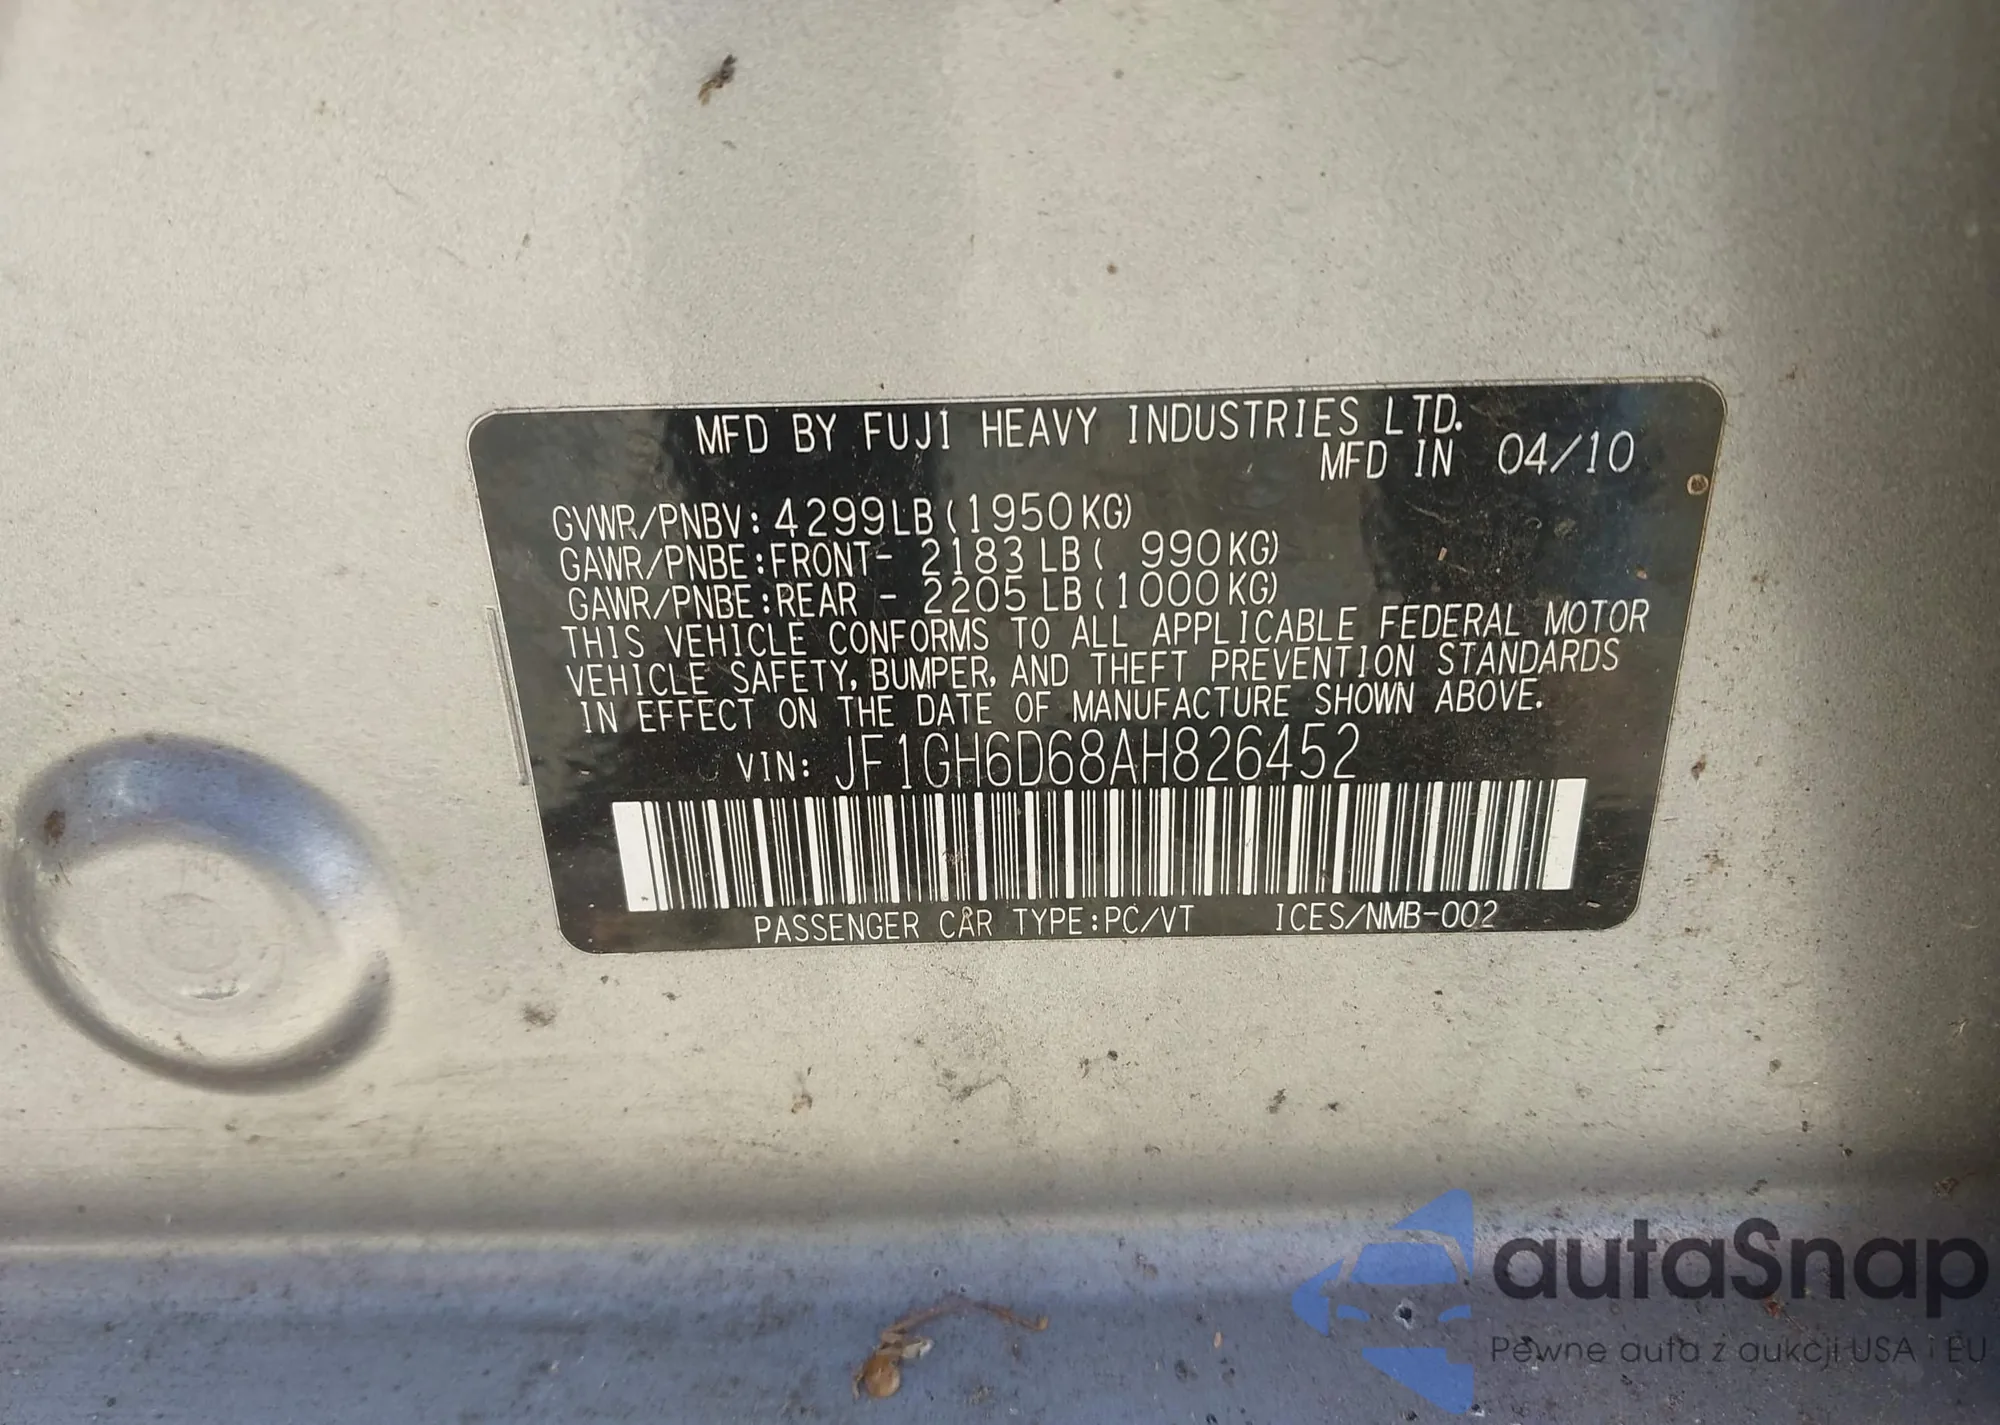 MFD BY FUJI HEAVY INDUSTRIES LTD.
MFD IN 04/10
GVWR/PNBV:4299LB(1950KG)
GAWR/PNBE:FRONT- 2183LB( 990KG)
GAWR/PNBE:REAR - 2205LB(1000KG)
THIS VEHICLE CONFORMS TO ALL APPLICABLE FEDERAL MOTOR
VEHICLE SAFETY, BUMPER, AND THEFT PREVENTION STANDARDS
IN EFFECT ON THE DATE OF MANUFACTURE SHOWN ABOVE.
VIN: JF1GH6D68AH826452
PASSENGER CAR TYPE:PC/VT ICES/NMB-002
autaSnap
Pewne auta z aukcji USA i EU